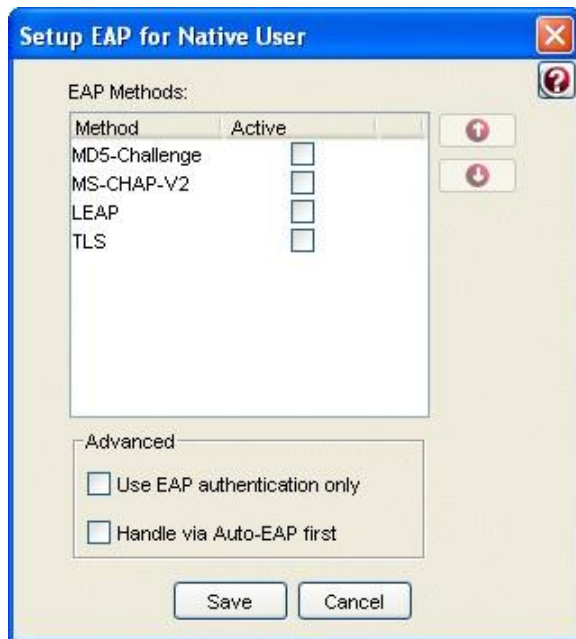 Setup EAP for Native User
EAP Methods:
Method Active
MD5-Challenge
MS-CHAP-V2
LEAP
TLS
Advanced
Use EAP authentication only
Handle via Auto-EAP first
Save Cancel